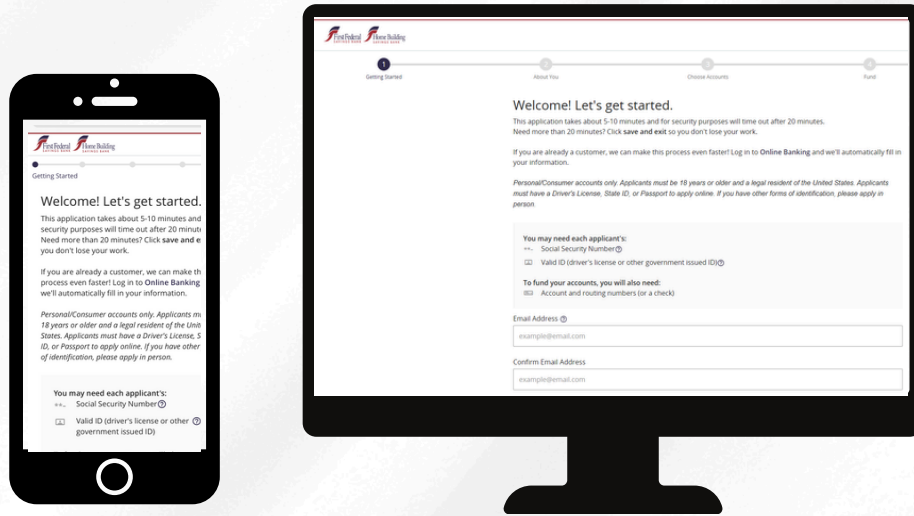 First Federal Home Building
SAVINGS BANK SAVINGS BANK
Getting Started
Welcome! Let's get started.
This application takes about 5-10 minutes and
security purposes will time out after 20 minut
Need more than 20 minutes? Click save and e
you don't lose your work.
If you are already a customer, we can make th
process even faster! Log in to Online Banking
we'll automatically fill in your information.
Personal/Consumer accounts only. Applicants m
18 years or older and a legal resident of the Unit
States. Applicants must have a Driver's License, S
ID, or Passport to apply online. If you have other
of identification, please apply in person.
You may need each applicant's:
Social Security Number
Valid ID (driver's license or other
government issued ID)
First Federal Home Building
SAVINGS BANK SAVINGS BANK
1 2 3 4
Getting Started About You Choose Accounts Fund
Welcome! Let's get started.
This application takes about 5-10 minutes and for security purposes will time out after 20 minutes.
Need more than 20 minutes? Click save and exit so you don't lose your work.
If you are already a customer, we can make this process even faster! Log in to Online Banking and we'll automatically fill in
your information.
Personal/Consumer accounts only. Applicants must be 18 years or older and a legal resident of the United States. Applicants
must have a Driver's License, State ID, or Passport to apply online. If you have other forms of identification, please apply in
person.
You may need each applicant's:
Social Security Number
Valid ID (driver's license or other government issued ID)
To fund your accounts, you will also need:
Account and routing numbers (or a check)
Email Address
example@email.com
Confirm Email Address
example@email.com